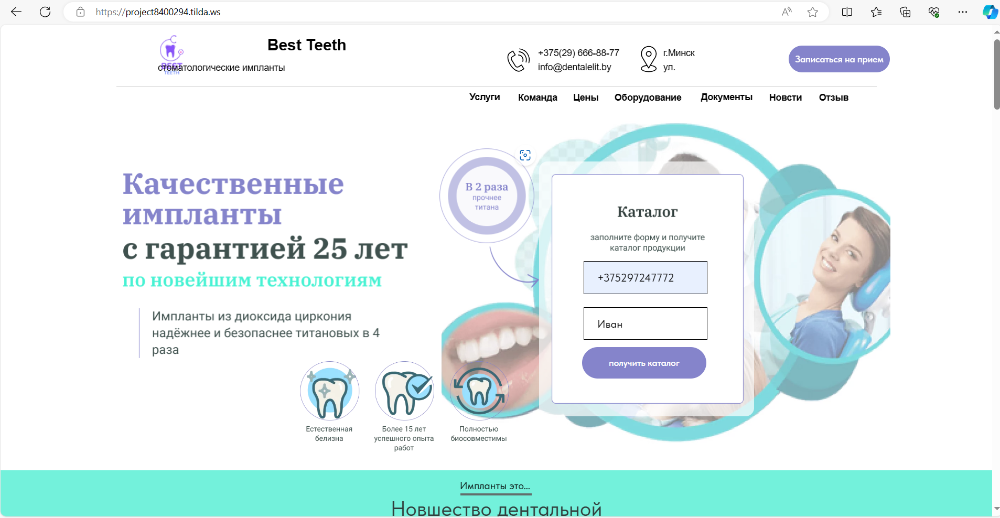 https://project8400294.tilda.ws
Best Teeth
BEST
TEETH
стоматологические импланты
+375(29) 666-88-77
info@dentalelit.by
г.Минск
ул.
Записаться на прием
Услуги
Команда
Цены
Оборудование
Документы
Новсти
Отзыв
Качественные
импланты
с гарантией 25 лет
по новейшим технологиям
Импланты из диоксида циркония
надёжнее и безопаснее титановых в 4
раза
В 2 раза
прочнее
титана
Каталог
заполните форму и получите
каталог продукции
+375297247772
Иван
получить каталог
Естественная
белизна
Более 15 лет
успешного опыта
работ
Полностью
биосовместимы
Импланты это...
Новшество дентальной